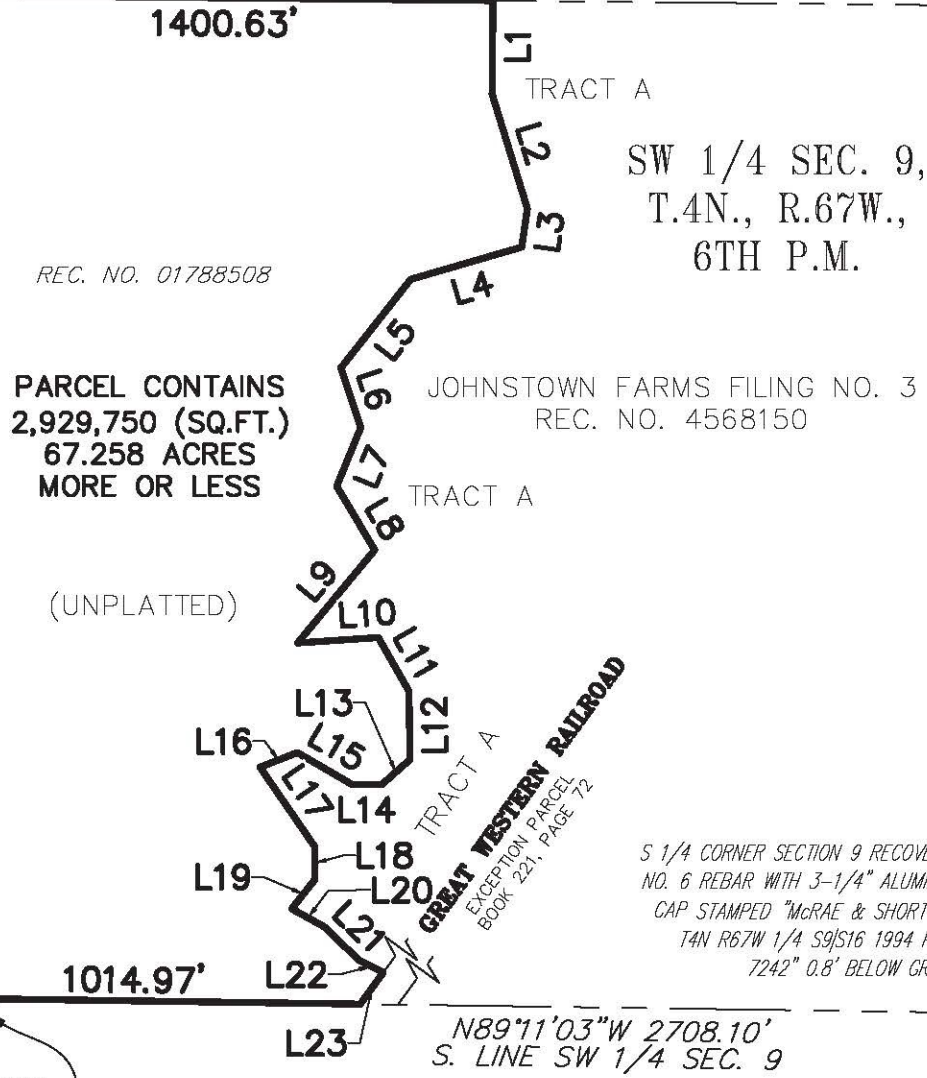 1400.63'
L1
TRACT A
L2
SW 1/4 SEC. 9,
T.4N., R.67W.,
6TH P.M.
L3
REC. NO. 01788508
L4
L5
PARCEL CONTAINS
2,929,750 (SQ.FT.)
67.258 ACRES
MORE OR LESS
L6
JOHNSTOWN FARMS FILING NO. 3
REC. NO. 4568150
L7
TRACT A
L8
L9
(UNPLATTED)
L10
L11
L12
L13
L14
L15
L16
L17
TRACT A
GREAT WESTERN RAILROAD
EXCEPTION PARCEL
BOOK 221, PAGE 72
L18
L19
L20
L21
S 1/4 CORNER SECTION 9
NO. 6 REBAR WITH 3-1/4"
CAP STAMPED "McRAE & SHORT
T4N R67W 1/4 S9|S16 1994
7242" 0.8' BELOW
1014.97'
L22
L23
N89°11'03"W 2708.10'
S. LINE SW 1/4 SEC. 9